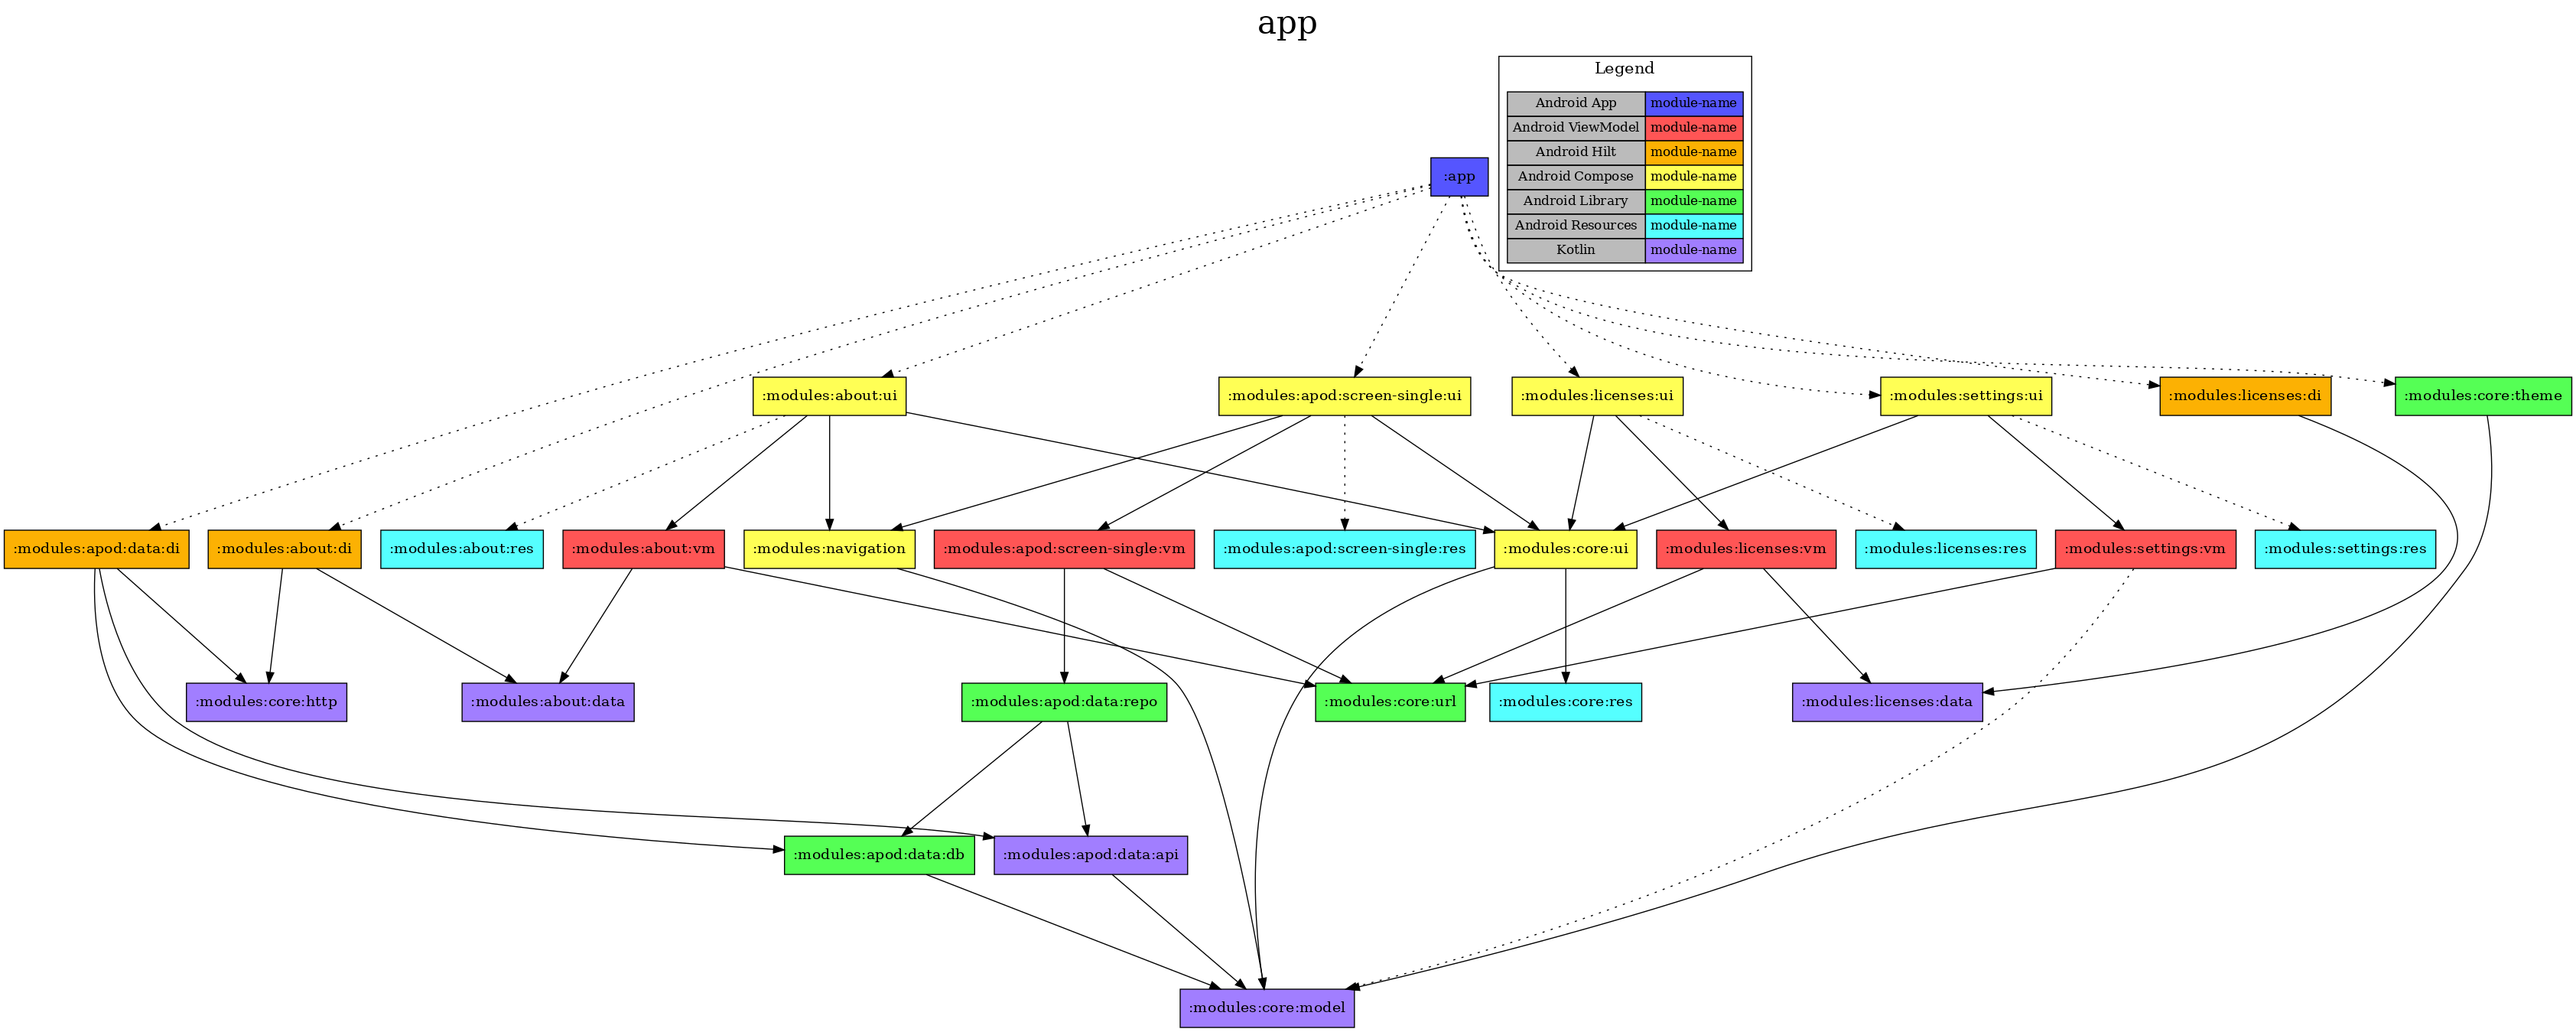 app
Legend
Android App module-name
Android ViewModel module-name
Android Hilt module-name
Android Compose module-name
Android Library module-name
Android Resources module-name
Kotlin module-name
:app
:modules:about:ui
:modules:apod:screen-single:ui
:modules:licenses:ui
:modules:settings:ui
:modules:licenses:di
:modules:core:theme
:modules:apod:data:di
:modules:about:di
:modules:about:res
:modules:about:vm
:modules:navigation
:modules:apod:screen-single:vm
:modules:apod:screen-single:res
:modules:core:ui
:modules:licenses:vm
:modules:licenses:res
:modules:settings:vm
:modules:settings:res
:modules:core:http
:modules:about:data
:modules:apod:data:repo
:modules:core:url
:modules:core:res
:modules:licenses:data
:modules:apod:data:db
:modules:apod:data:api
:modules:core:model